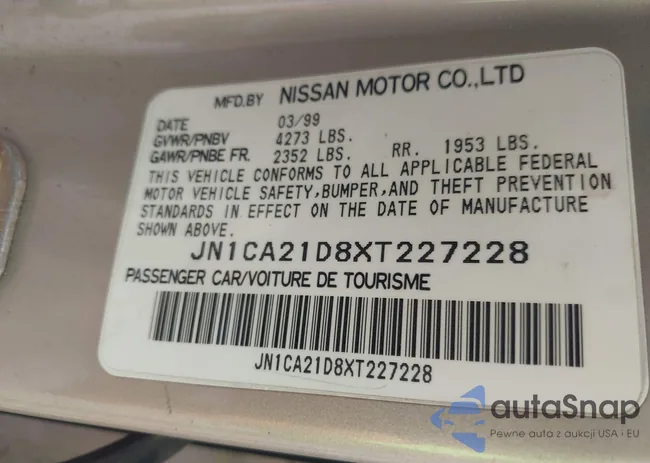 MFD.BY NISSAN MOTOR CO.,LTD
DATE 03/99
GVWR/PNBV 4273 LBS.
GAWR/PNBE FR. 2352 LBS. RR. 1953 LBS.
THIS VEHICLE CONFORMS TO ALL APPLICABLE FEDERAL
MOTOR VEHICLE SAFETY,BUMPER,AND THEFT PREVENTION
STANDARDS IN EFFECT ON THE DATE OF MANUFACTURE
SHOWN ABOVE.
JN1CA21D8XT227228
PASSENGER CAR/VOITURE DE TOURISME
JN1CA21D8XT227228
autaSnap
Pewne auta z aukcji USA i EU